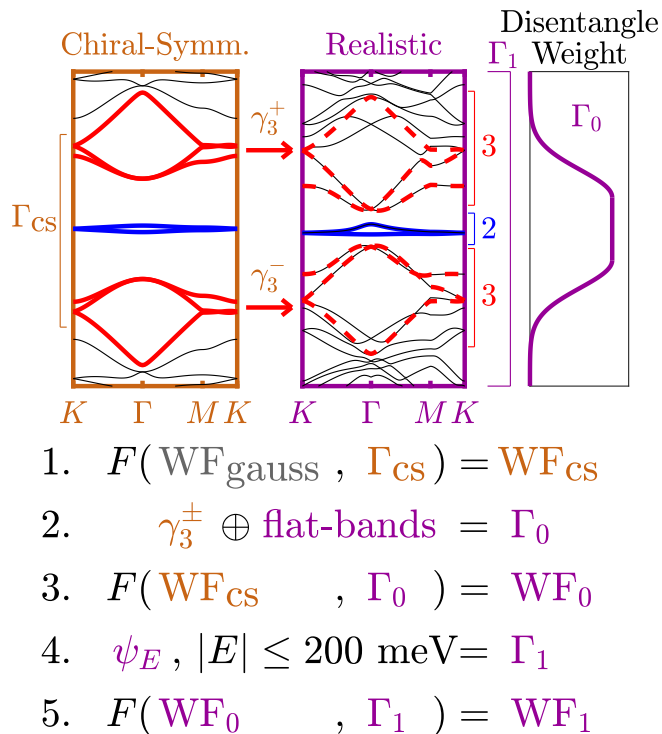 Disentangle
Chiral-Symm. Realistic Γ₁ Weight
γ₃⁺ Γ₀
3
Γcs 2
γ₃⁻
3
K Γ M K K Γ M K
1. F(WFgauss , Γcs) = WFcs
2. γ₃± ⊕ flat-bands = Γ₀
3. F(WFcs , Γ₀) = WF₀
4. ψ_E , |E| ≤ 200 meV = Γ₁
5. F(WF₀ , Γ₁) = WF₁